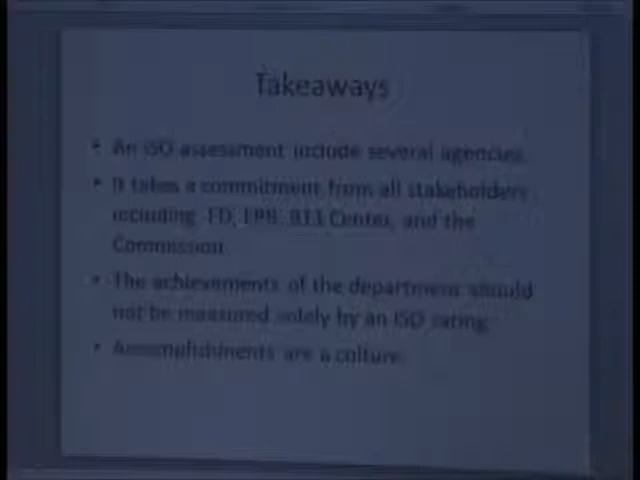 Takeaways
• An ISO assessment include several agencies.
• It takes a commitment from all stakeholders
including FD, FPB, 911 Center, and the
Commission
• The achievements of the department should
not be measured solely by an ISO rating.
• Accomplishments are a culture.